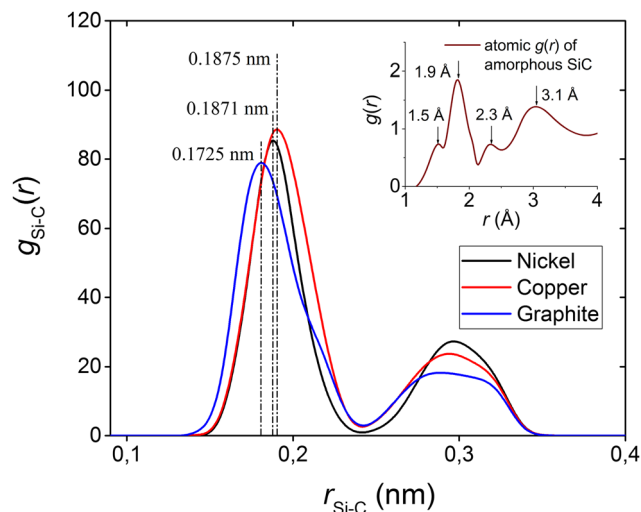 120
100
80
60
40
20
0
g Si-C (r)
0.1875 nm
0.1871 nm
0.1725 nm
atomic g(r) of
amorphous SiC
1.9 Å
1.5 Å
2.3 Å
3.1 Å
g(r)
2
1
0
1
2
3
4
r (Å)
Nickel
Copper
Graphite
0,1
0,2
0,3
0,4
r Si-C (nm)